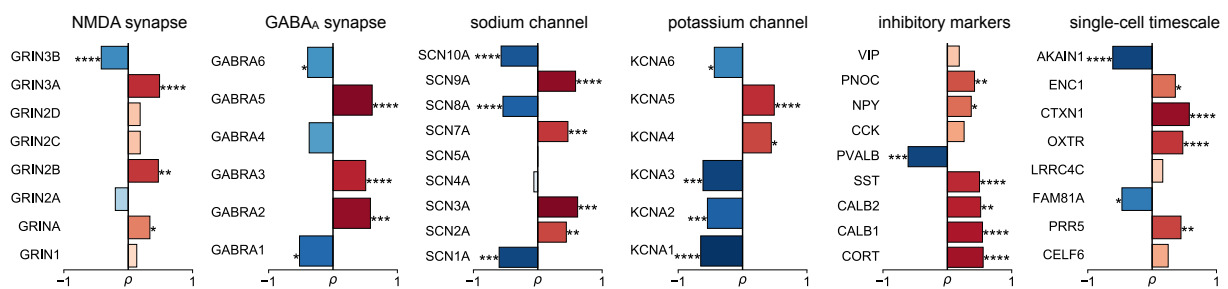 NMDA synapse
GRIN3B ****
GRIN3A ****
GRIN2D
GRIN2C
GRIN2B **
GRIN2A
GRINA *
GRIN1
−1 ρ 1
GABAA synapse
GABRA6 *
GABRA5 ****
GABRA4
GABRA3 ****
GABRA2 ***
GABRA1 *
−1 ρ 1
sodium channel
SCN10A ****
SCN9A ****
SCN8A ****
SCN7A ***
SCN5A
SCN4A
SCN3A ***
SCN2A **
SCN1A ***
−1 ρ 1
potassium channel
KCNA6 *
KCNA5 ****
KCNA4 *
KCNA3 ***
KCNA2 ***
KCNA1 ****
−1 ρ 1
inhibitory markers
VIP
PNOC **
NPY *
CCK
PVALB ***
SST ****
CALB2 **
CALB1 ****
CORT ****
−1 ρ 1
single-cell timescale
AKAIN1 ****
ENC1 *
CTXN1 ****
OXTR ****
LRRC4C
FAM81A *
PRR5 **
CELF6
−1 ρ 1